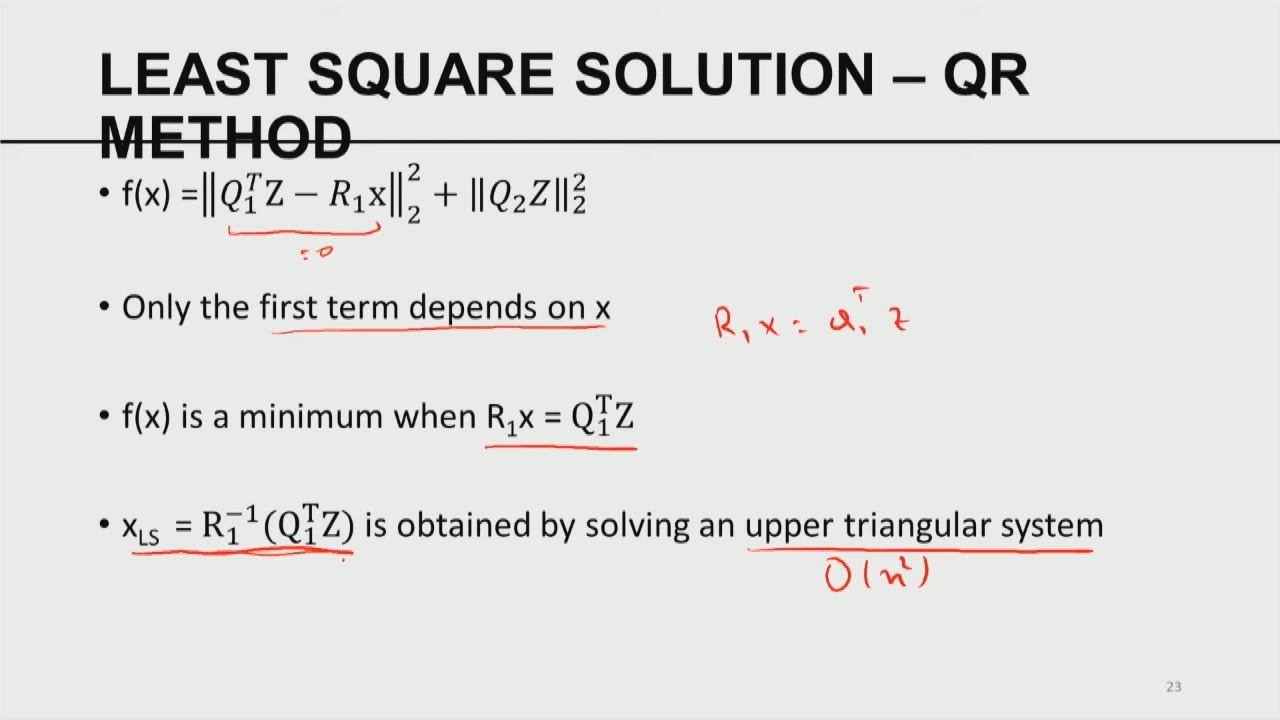 LEAST SQUARE SOLUTION – QR
METHOD
• f(x) =‖Q₁ᵀZ − R₁x‖₂² + ‖Q₂Z‖₂²
= 0
• Only the first term depends on x
R₁x = Q₁ᵀ z
• f(x) is a minimum when R₁x = Q₁ᵀZ
• x_LS = R₁⁻¹(Q₁ᵀZ) is obtained by solving an upper triangular system
O(n²)
23